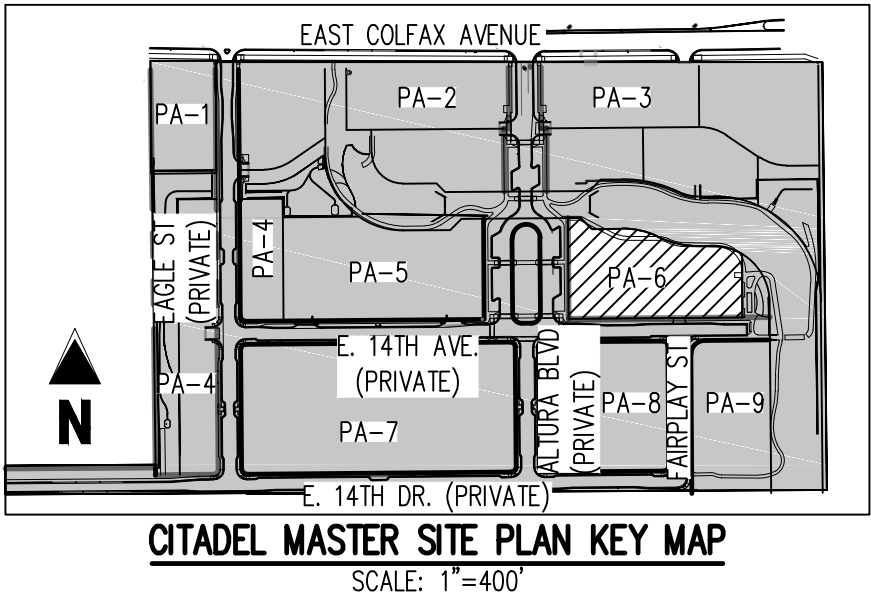 EAST COLFAX AVENUE
PA-1
PA-2
PA-3
EAGLE ST
(PRIVATE)
PA-4
PA-5
PA-6
E. 14TH AVE.
(PRIVATE)
PA-4
PA-7
ALTURA BLVD
(PRIVATE)
PA-8
FAIRPLAY ST
PA-9
N
E. 14TH DR. (PRIVATE)
CITADEL MASTER SITE PLAN KEY MAP
SCALE: 1"=400'